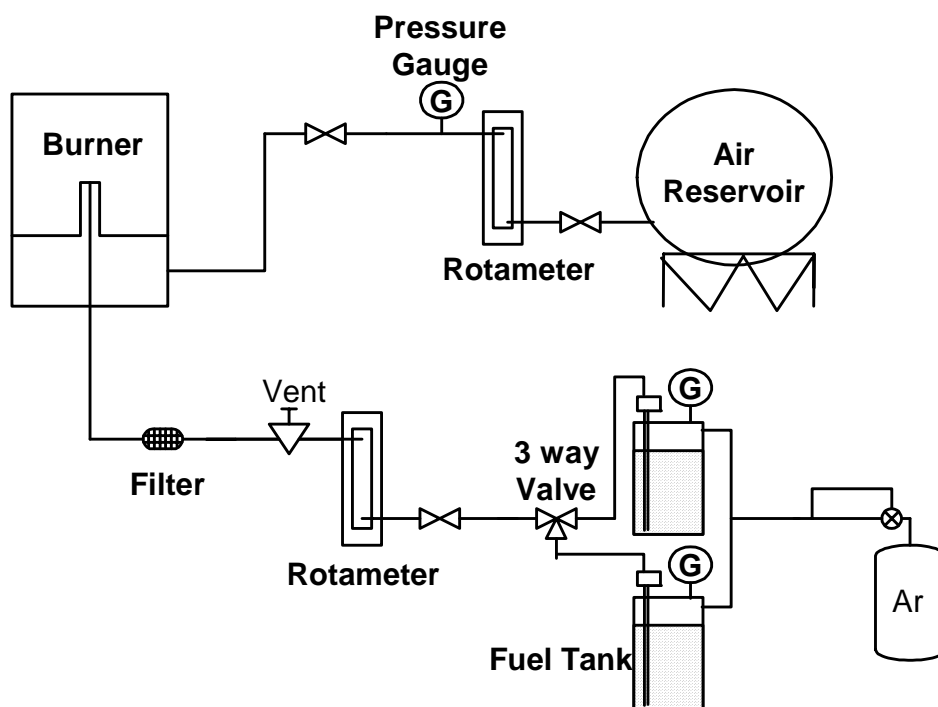 Pressure
Gauge
G
Burner
Air
Reservoir
Rotameter
Vent
G
3 way
Valve
Filter
Rotameter
G
Ar
Fuel Tank